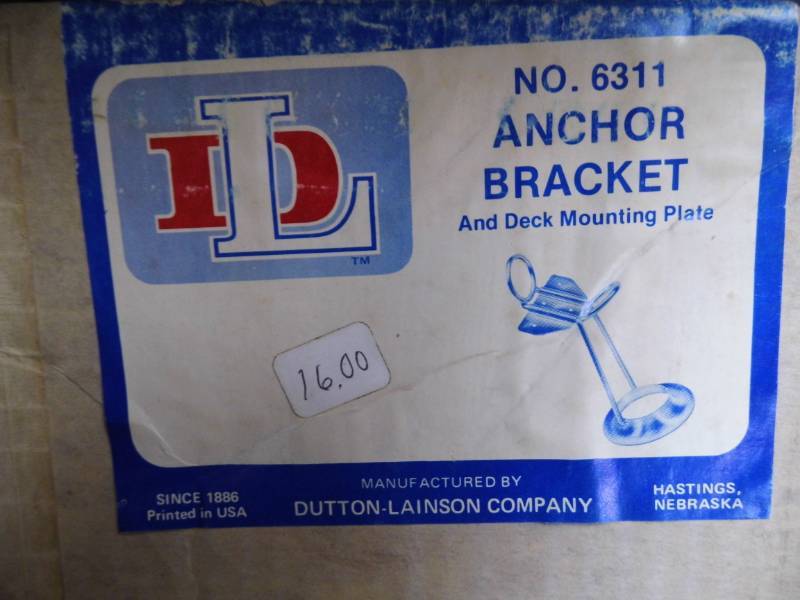 DL
TM
NO. 6311
ANCHOR
BRACKET
And Deck Mounting Plate
16.00
SINCE 1886
Printed in USA
MANUFACTURED BY
DUTTON-LAINSON COMPANY
HASTINGS,
NEBRASKA